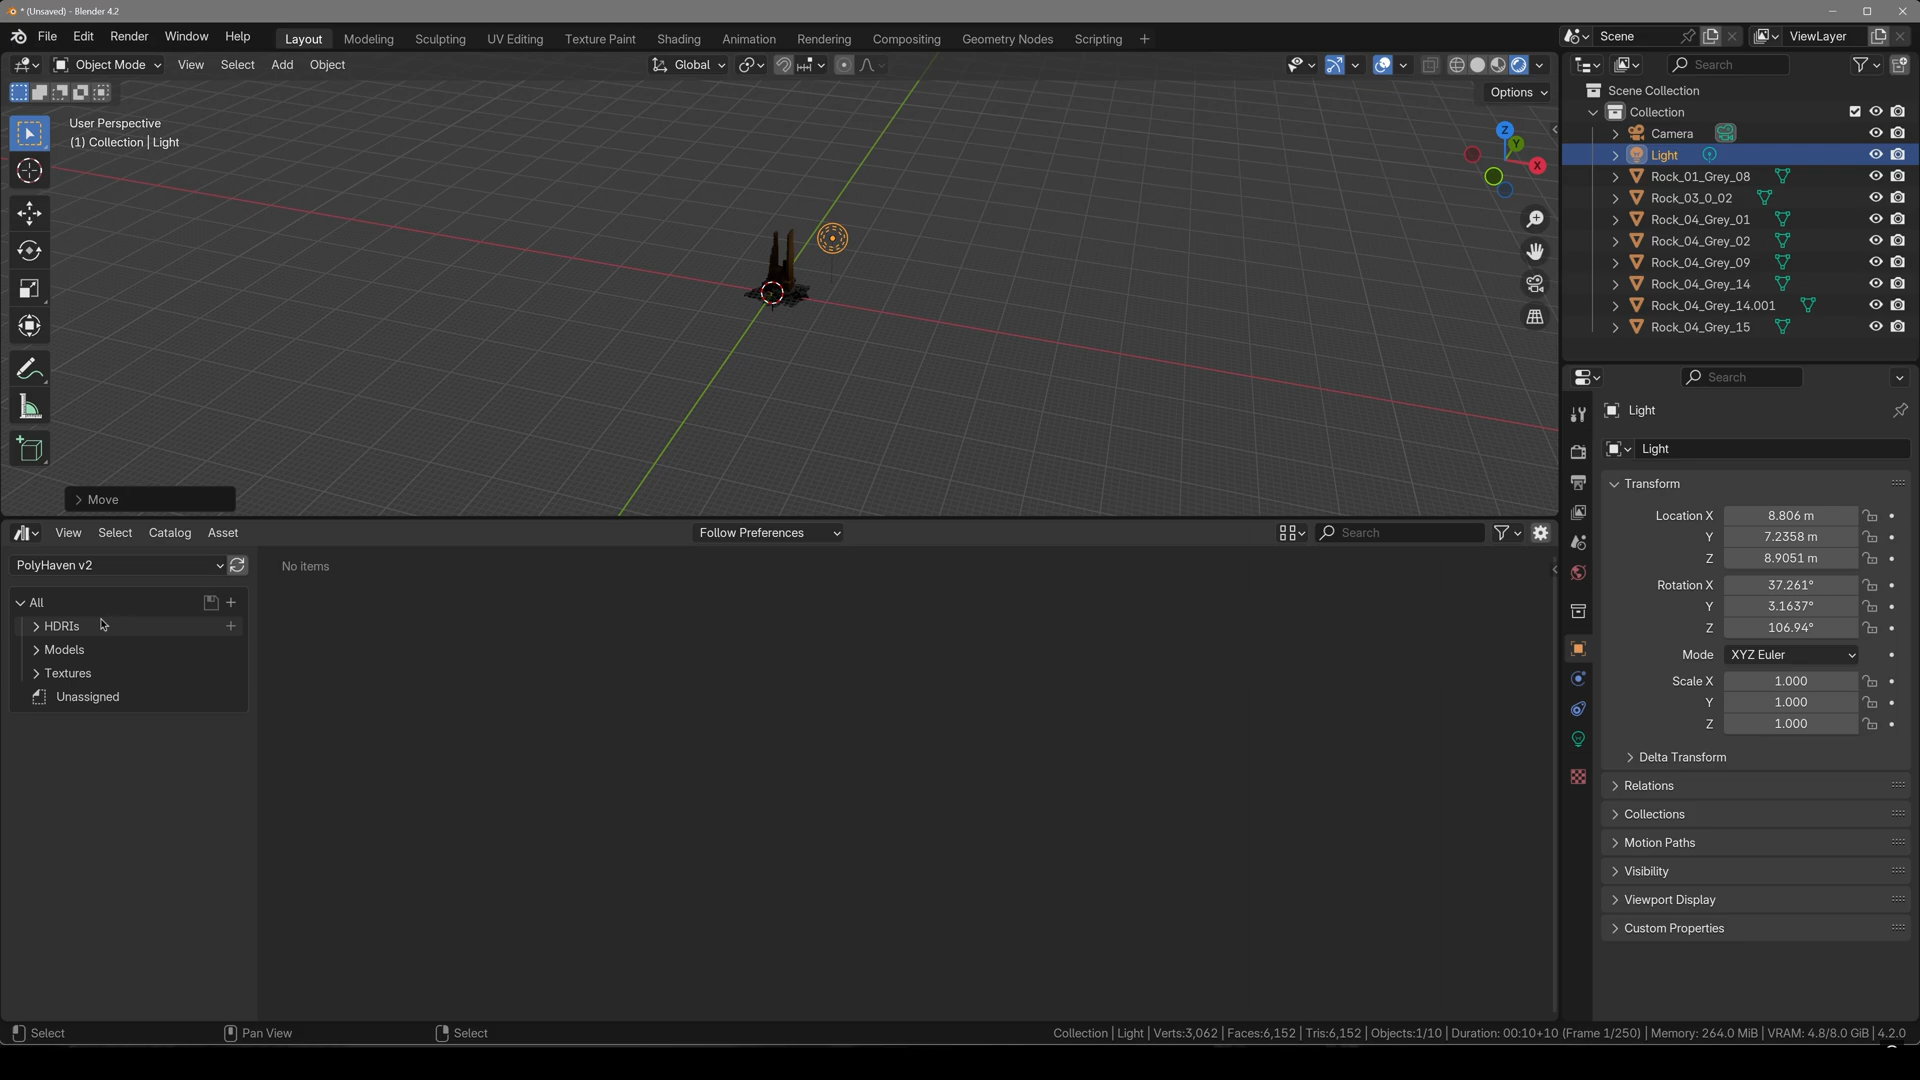 * (Unsaved) - Blender 4.2
File Edit Render Window Help Layout Modeling Sculpting UV Editing Texture Paint Shading Animation Rendering Compositing Geometry Nodes Scripting + Scene ViewLayer
Object Mode View Select Add Object Global Search
Options
User Perspective
(1) Collection | Light
Z
Y
X
Move
Scene Collection
Collection
Camera
Light
Rock_01_Grey_08
Rock_03_0_02
Rock_04_Grey_01
Rock_04_Grey_02
Rock_04_Grey_09
Rock_04_Grey_14
Rock_04_Grey_14.001
Rock_04_Grey_15
Search
Light
Light
Transform
Location X 8.806 m
Y 7.2358 m
Z 8.9051 m
Rotation X 37.261°
Y 3.1637°
Z 106.94°
Mode XYZ Euler
Scale X 1.000
Y 1.000
Z 1.000
Delta Transform
Relations
Collections
Motion Paths
Visibility
Viewport Display
Custom Properties
View Select Catalog Asset Follow Preferences Search
PolyHaven v2
All
HDRIs
Models
Textures
Unassigned
No items
Select Pan View Select Collection | Light | Verts:3,062 | Faces:6,152 | Tris:6,152 | Objects:1/10 | Duration: 00:10+10 (Frame 1/250) | Memory: 264.0 MiB | VRAM: 4.8/8.0 GiB | 4.2.0